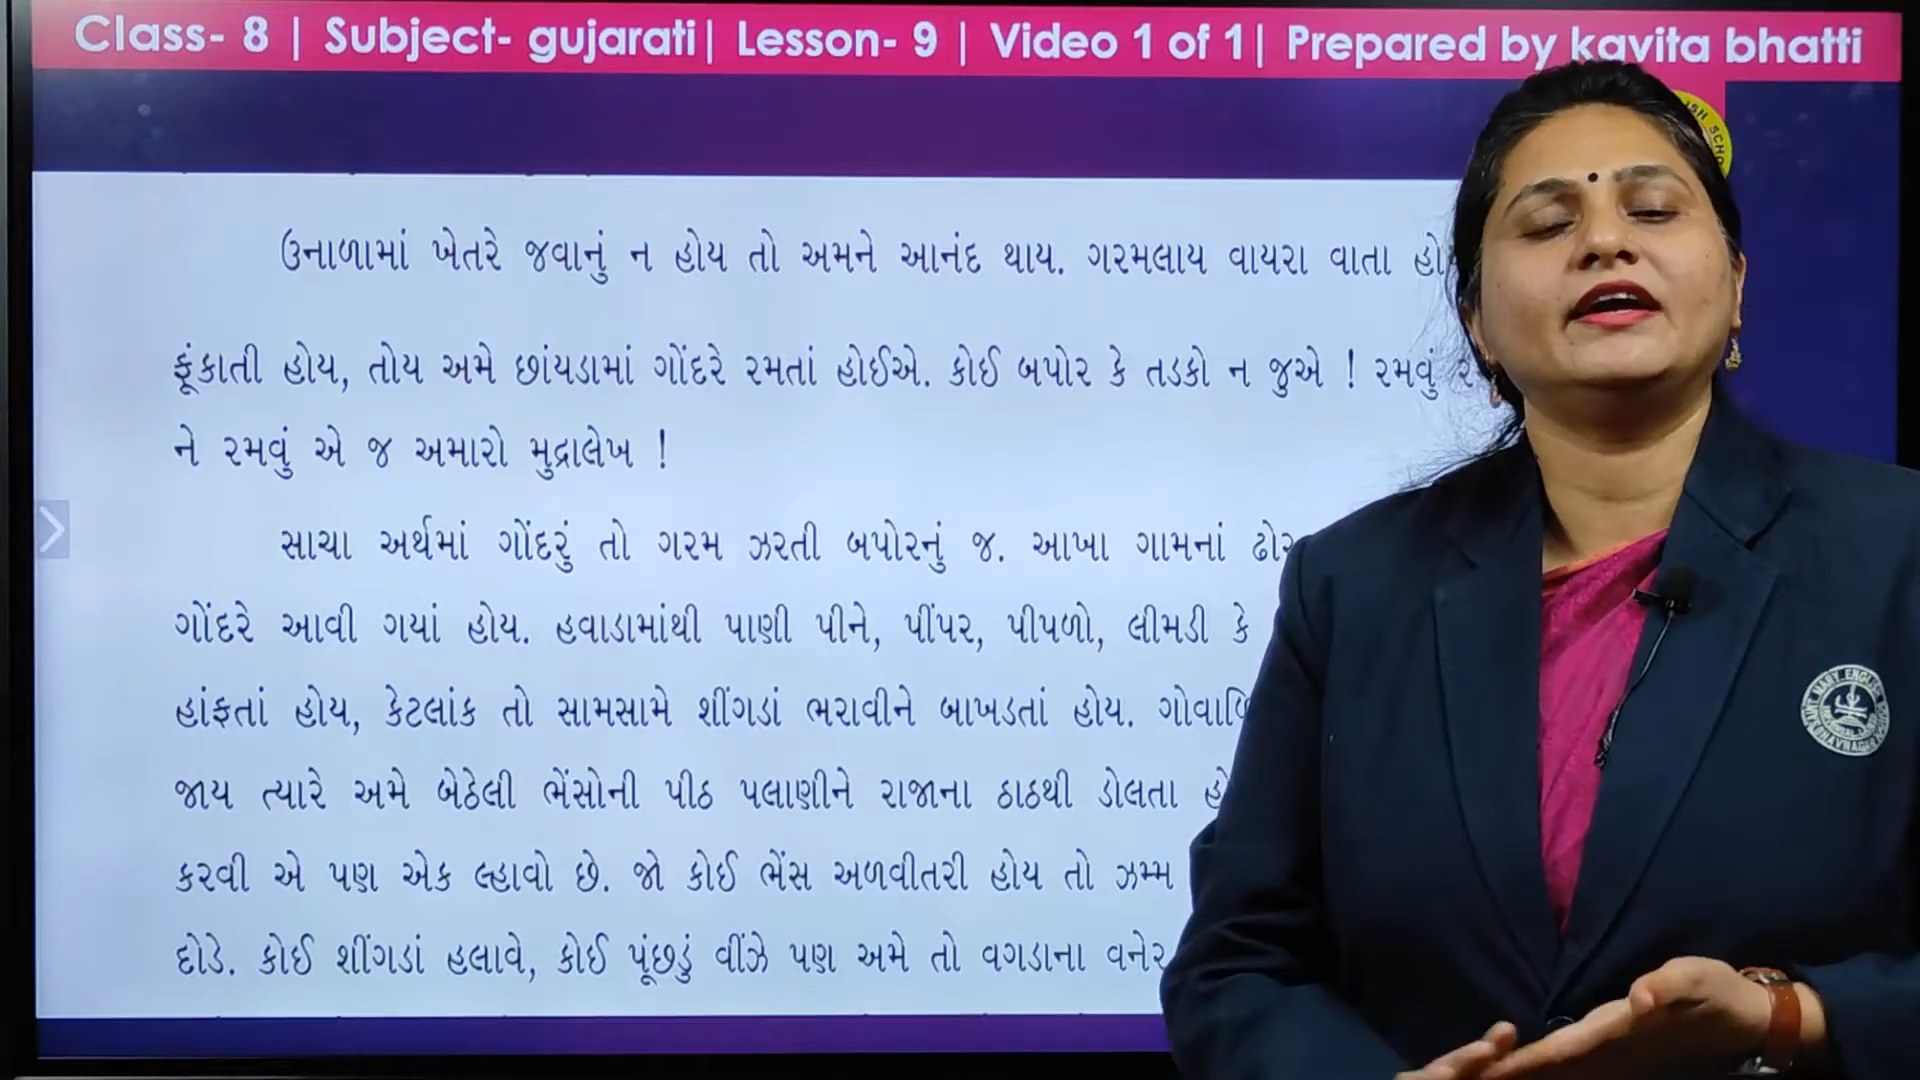 Class- 8 | Subject- gujarati| Lesson- 9 | Video 1 of 1| Prepared by kavita bhatti
ઉનાળામાં ખેતરે જવાનું ન હોય તો અમને આનંદ થાય. ગરમલાય વાયરા વાતા
ફૂંકાતી હોય, તોય અમે છાંયડામાં ગોંદરે રમતાં હોઈએ. કોઈ બપોર કે તડકો ન જુએ ! રમવું
ને રમવું એ જ અમારો મુદ્રાલેખ !
સાચા અર્થમાં ગોંદરું તો ગરમ ઝરતી બપોરનું જ. આખા ગામનાં
ગોંદરે આવી ગયાં હોય. હવાડામાંથી પાણી પીને, પીંપર, પીપળો, લીમડી કે
હાંફતાં હોય, કેટલાંક તો સામસામે શીંગડાં ભરાવીને બાખડતાં હોય.
જાય ત્યારે અમે બેઠેલી ભેંસોની પીઠ પલાણીને રાજાના ઠાઠથી ડોલતા
કરવી એ પણ એક લ્હાવો છે. જો કોઈ ભેંસ અળવીતરી હોય તો ઝમ્મ
દોડે. કોઈ શીંગડાં હલાવે, કોઈ પૂંછડું વીંઝે પણ અમે તો વગડાના
MARY ENGLISH
BHAVNAGAR